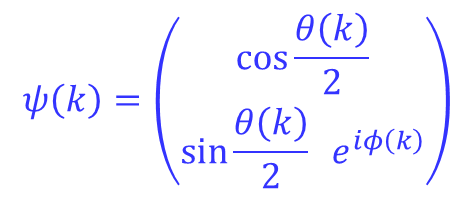 ψ(k) = ( cos θ(k)/2
sin θ(k)/2 e^{iϕ(k)} )